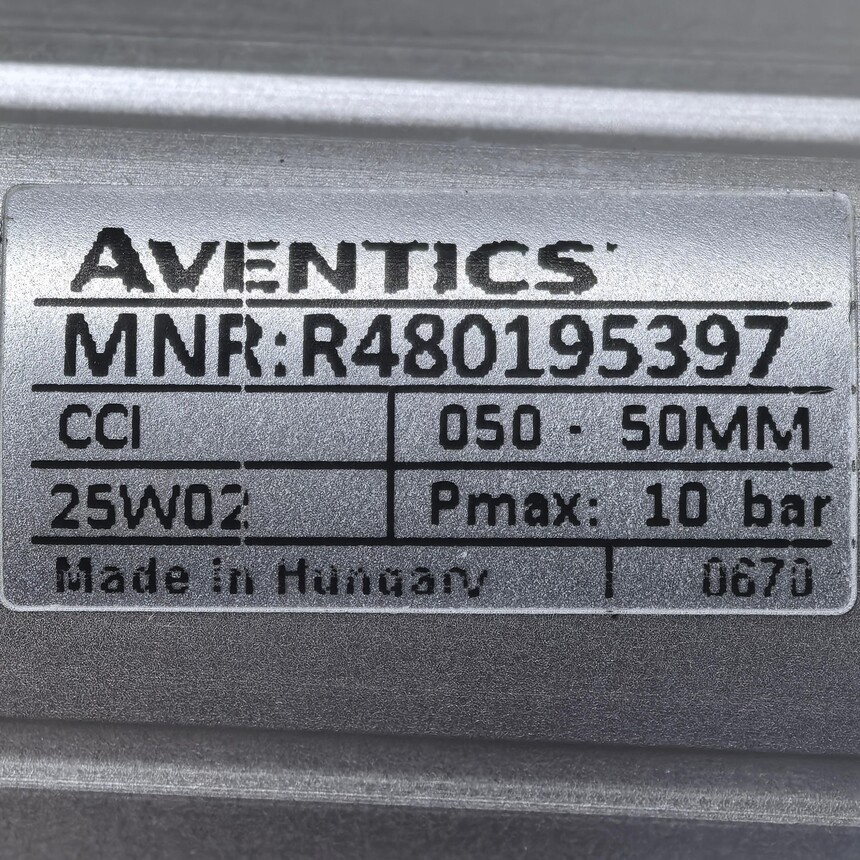 AVENTICS
MNR:R480195397
CCI 050 - 50MM
25W02 Pmax: 10 bar
Made in Hungary 0670